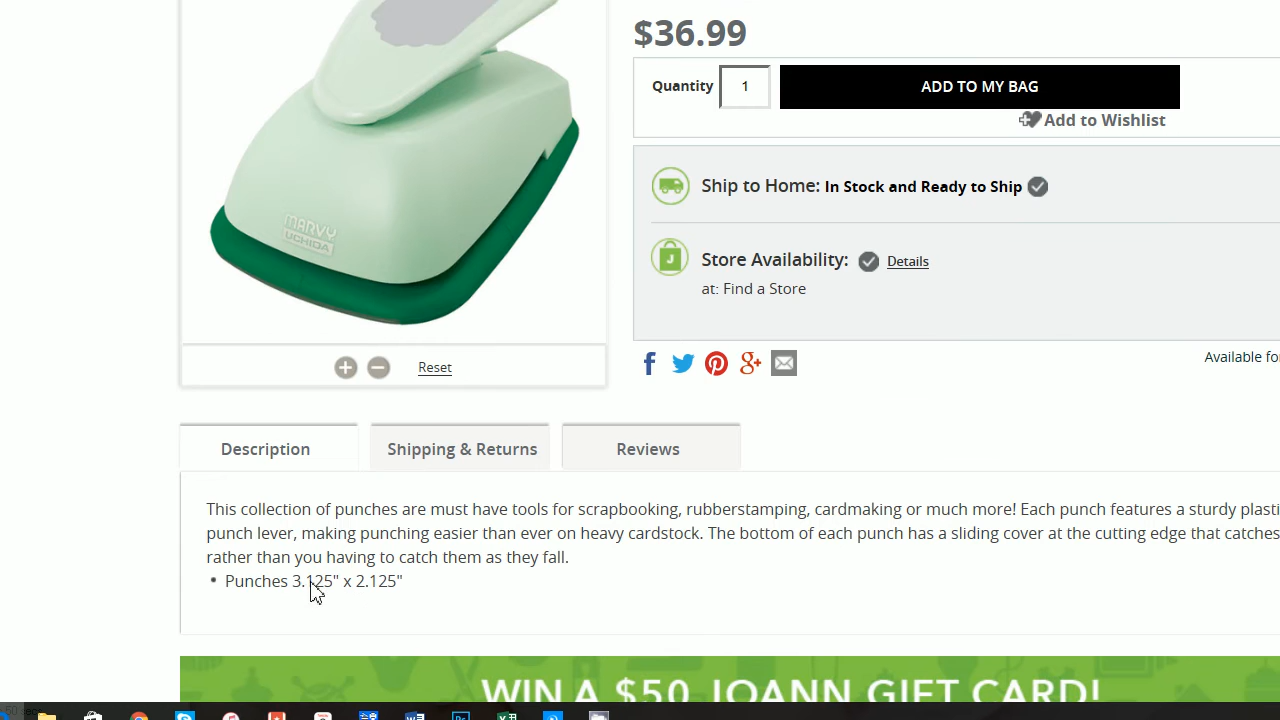 $36.99
Quantity 1 ADD TO MY BAG
Add to Wishlist
MARVY
UCHIDA
Ship to Home: In Stock and Ready to Ship
J Store Availability: Details
at: Find a Store
Reset
Available fo
Description Shipping & Returns Reviews
This collection of punches are must have tools for scrapbooking, rubberstamping, cardmaking or much more! Each punch features a sturdy plasti
punch lever, making punching easier than ever on heavy cardstock. The bottom of each punch has a sliding cover at the cutting edge that catches
rather than you having to catch them as they fall.
• Punches 3.125" x 2.125"
WIN A $50 JOANN GIFT CARD!